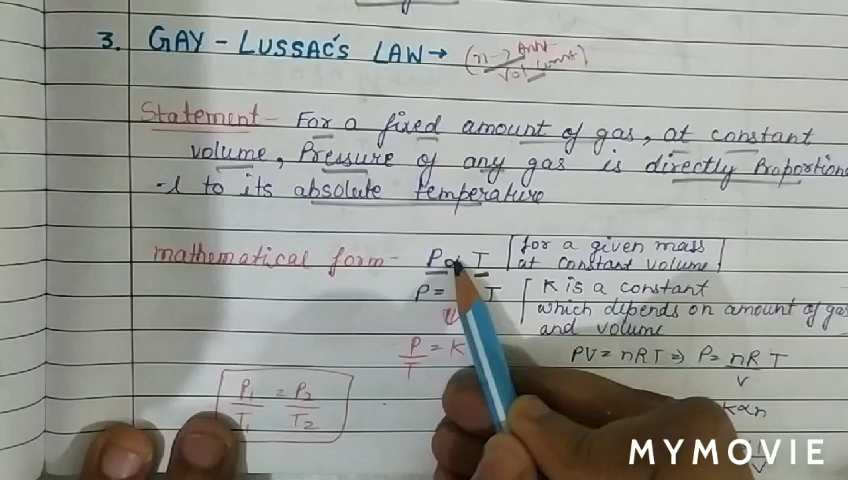 3. GAY - LUSSAC'S LAW →
Statement - For a fixed amount of gas, at constant
volume, Pressure of any gas is directly Proportion
-l to its absolute temperature
mathematical form - P T for a given mass
at constant volume
P = T K is a constant
which depends on amount of gas
and volume
P/T = K
PV = nRT ⇒ P = nR/V T
P₁/T₁ = P₂/T₂
K ∝ n
MYMOVIE